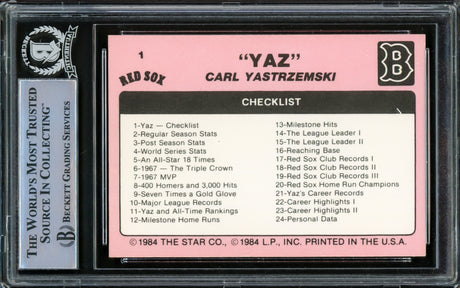 1
"YAZ"
CARL YASTRZEMSKI
RED SOX
B
CHECKLIST
1-Yaz — Checklist
2-Regular Season Stats
3-Post Season Stats
4-World Series Stats
5-An All-Star 18 Times
6-1967 — The Triple Crown
7-1967 MVP
8-400 Homers and 3,000 Hits
9-Seven Times a Gold Glove
10-Major League Records
11-Yaz and All-Time Rankings
12-Milestone Home Runs
13-Milestone Hits
14-The League Leader I
15-The League Leader II
16-Reaching Base
17-Red Sox Club Records I
18-Red Sox Club Records II
19-Red Sox Club Records III
20-Red Sox Home Run Champions
21-Yaz's Career Records
22-Career Highlights I
23-Career Highlights II
24-Personal Data
© 1984 THE STAR CO., © 1984 L.P., INC. PRINTED IN THE U.S.A.
THE WORLD'S MOST TRUSTED
SOURCE IN COLLECTING™
BECKETT GRADING SERVICES